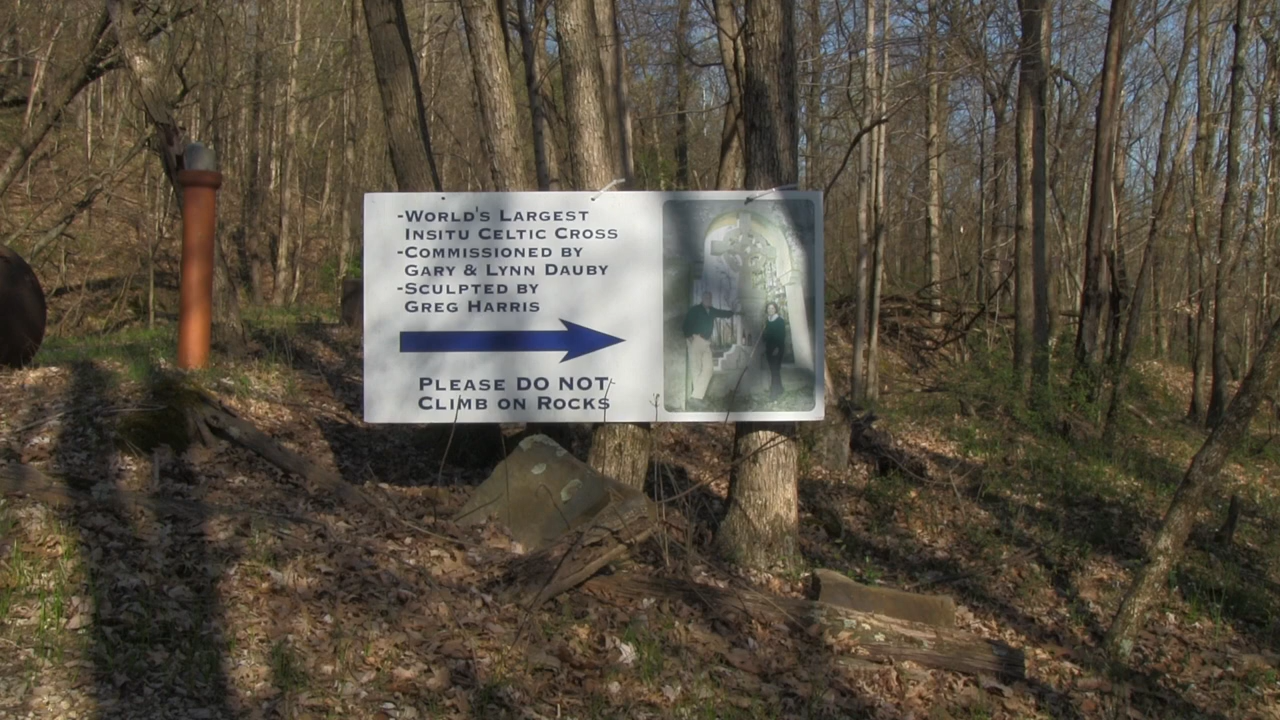 -World's Largest
Insitu Celtic Cross
-Commissioned by
Gary & Lynn Dauby
-Sculpted by
Greg Harris
Please DO NOT
Climb on Rocks